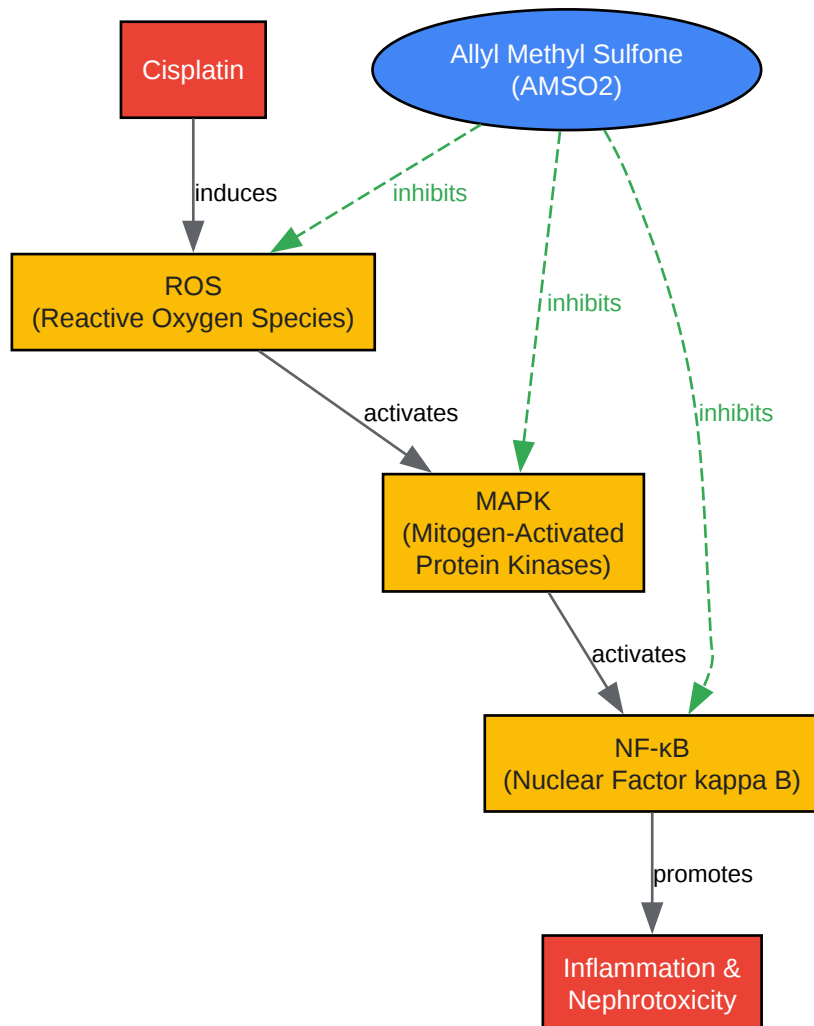 Cisplatin
Allyl Methyl Sulfone
(AMSO2)
induces
inhibits
ROS
(Reactive Oxygen Species)
inhibits
activates
inhibits
MAPK
(Mitogen-Activated
Protein Kinases)
activates
NF-κB
(Nuclear Factor kappa B)
promotes
Inflammation &
Nephrotoxicity